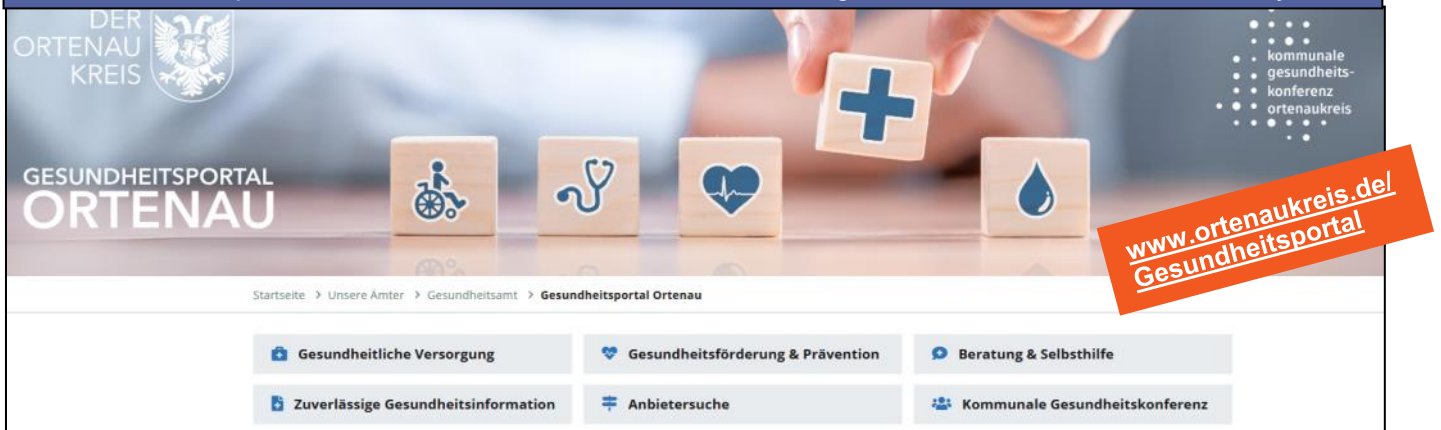 DER
ORTENAU
KREIS
kommunale
gesundheits-
konferenz
ortenaukreis
GESUNDHEITSPORTAL
ORTENAU
www.ortenaukreis.de/
Gesundheitsportal
Startseite > Unsere Ämter > Gesundheitsamt > Gesundheitsportal Ortenau
Gesundheitliche Versorgung
Gesundheitsförderung & Prävention
Beratung & Selbsthilfe
Zuverlässige Gesundheitsinformation
Anbietersuche
Kommunale Gesundheitskonferenz